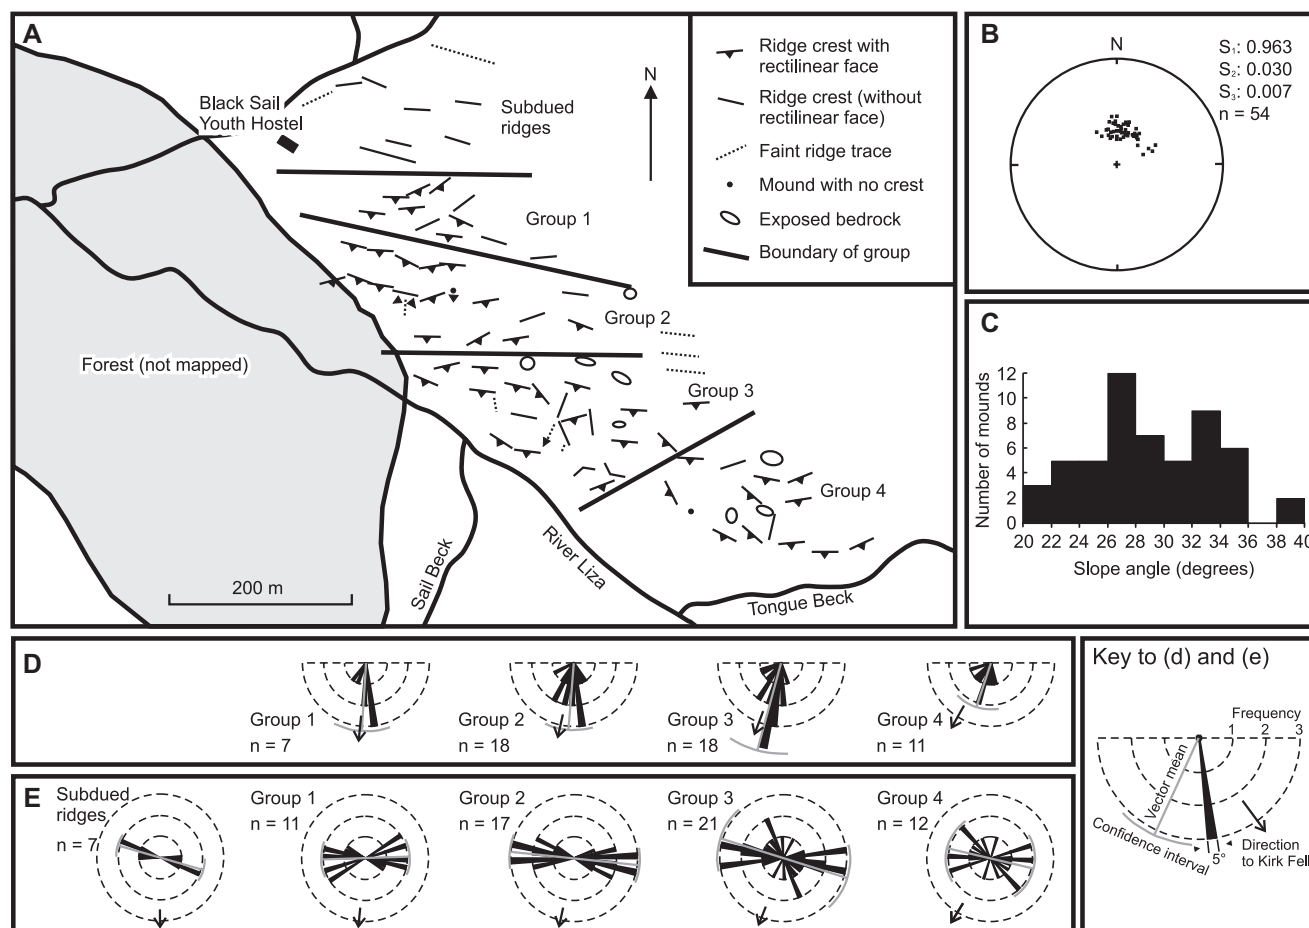 A
Black Sail
Youth Hostel
Subdued
ridges
N
Group 1
Group 2
Group 3
Group 4
Forest (not mapped)
200 m
Sail Beck
River Liza
Tongue Beck
Ridge crest with
rectilinear face
Ridge crest (without
rectilinear face)
Faint ridge trace
Mound with no crest
Exposed bedrock
Boundary of group
B
N
S₁: 0.963
S₂: 0.030
S₃: 0.007
n = 54
C
Number of mounds
12
10
8
6
4
2
0
20 22 24 26 28 30 32 34 36 38 40
Slope angle (degrees)
D
Group 1
n = 7
Group 2
n = 18
Group 3
n = 18
Group 4
n = 11
E
Subdued
ridges
n = 7
Group 1
n = 11
Group 2
n = 17
Group 3
n = 21
Group 4
n = 12
Key to (d) and (e)
Frequency
1 2 3
Vector mean
Confidence interval
5°
Direction
to Kirk Fell